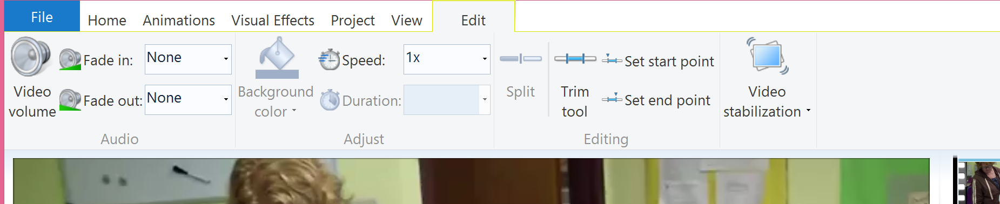 File Home Animations Visual Effects Project View Edit
Video volume
Fade in: None
Fade out: None
Audio
Background color
Speed: 1x
Duration:
Adjust
Split
Trim tool
Set start point
Set end point
Editing
Video stabilization